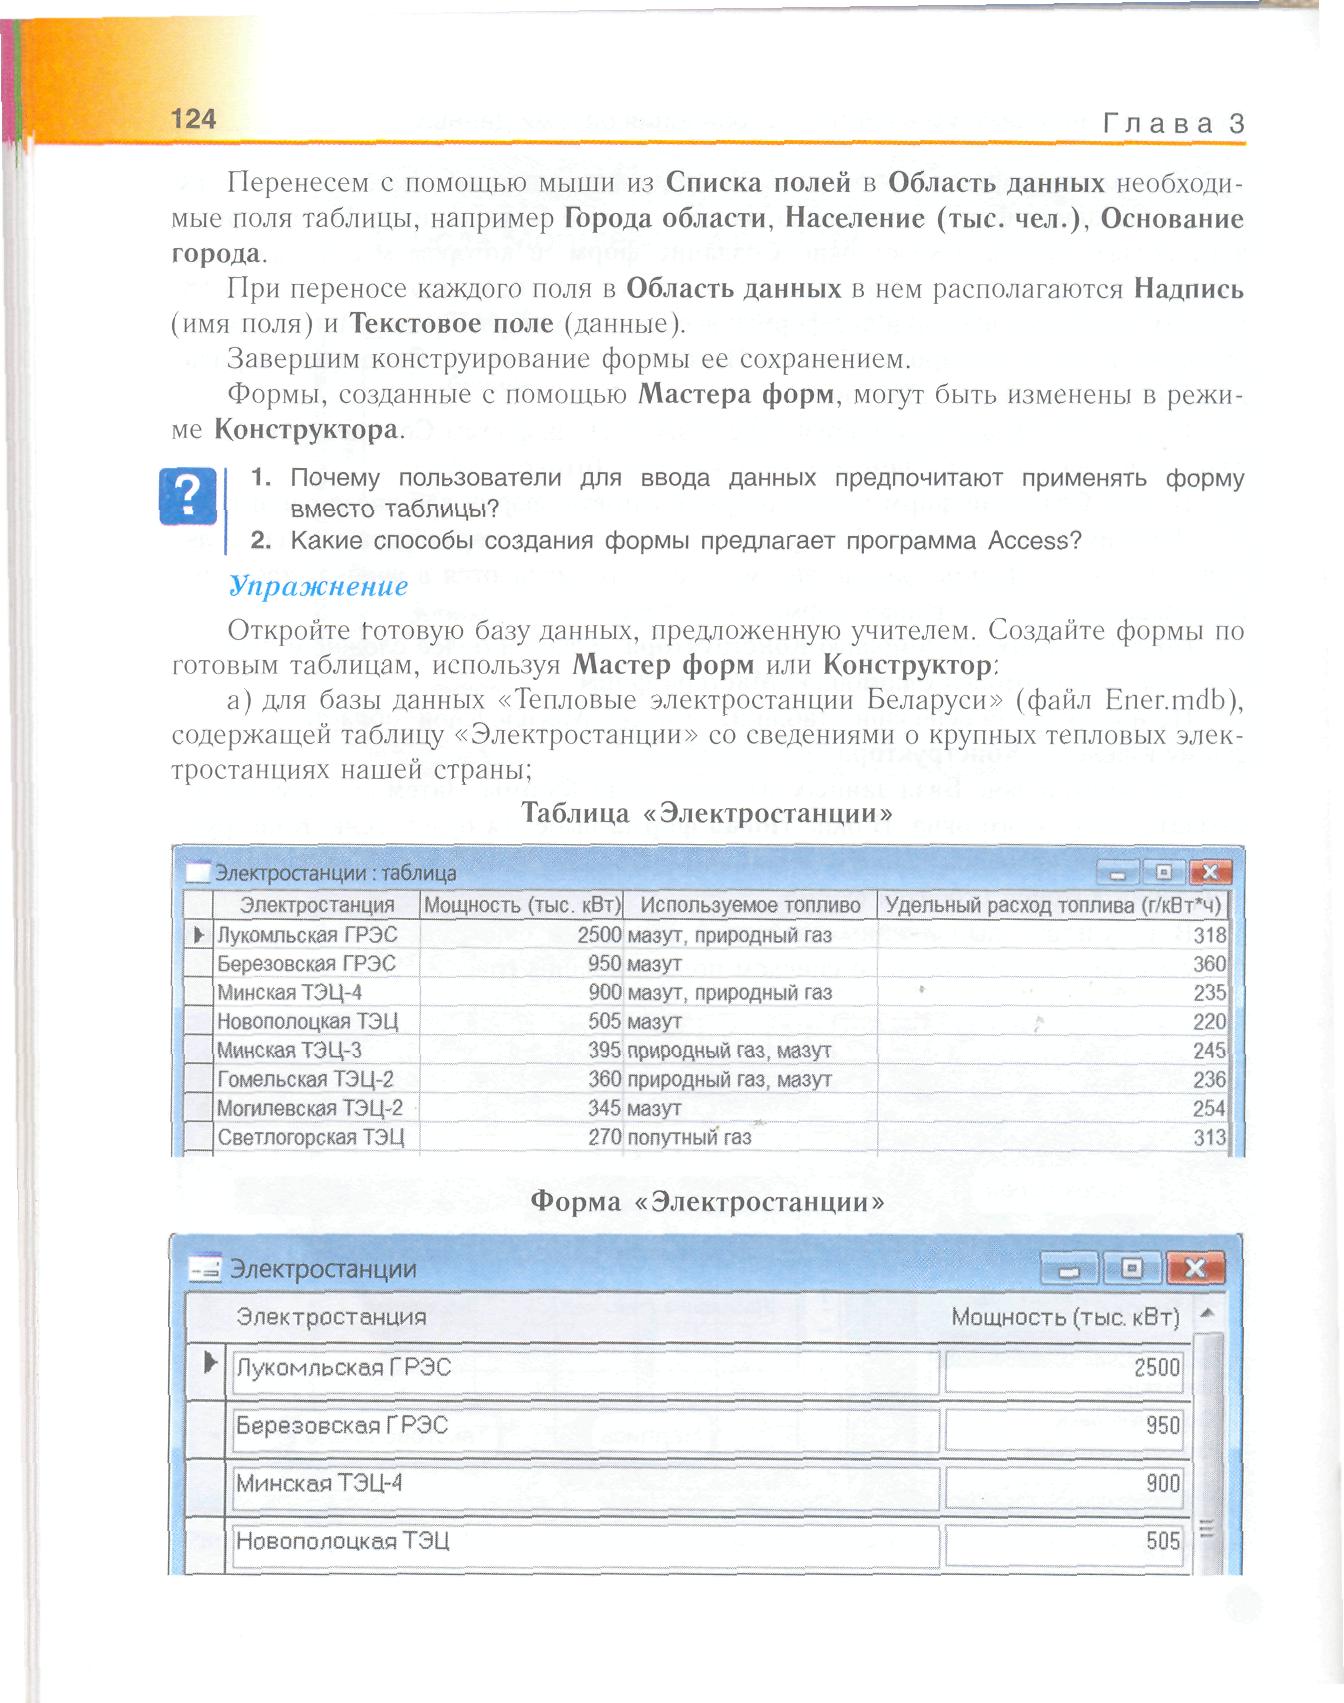 124
Глава 3
Перенесем с помощью мыши из Списка полей в Область данных необходи-
мые поля таблицы, например Города области, Население (тыс. чел.), Основание
города.
При переносе каждого поля в Область данных в нем располагаются Надпись
(имя поля) и Текстовое поле (данные).
Завершим конструирование формы ее сохранением.
Формы, созданные с помощью Мастера форм, могут быть изменены в режи-
ме Конструктора.
?
1. Почему пользователи для ввода данных предпочитают применять форму
вместо таблицы?
2. Какие способы создания формы предлагает программа Access?
Упражнение
Откройте готовую базу данных, предложенную учителем. Создайте формы по
готовым таблицам, используя Мастер форм или Конструктор:
а) для базы данных «Тепловые электростанции Беларуси» (файл Ener.mdb),
содержащей таблицу «Электростанции» со сведениями о крупных тепловых элек-
тростанциях нашей страны;
Таблица «Электростанции»
Электростанции : таблица
Электростанция Мощность (тыс. кВт) Используемое топливо Удельный расход топлива (г/кВт*ч)
Лукомльская ГРЭС 2500 мазут, природный газ 318
Березовская ГРЭС 950 мазут 360
Минская ТЭЦ-4 900 мазут, природный газ 235
Новополоцкая ТЭЦ 505 мазут 220
Минская ТЭЦ-3 395 природный газ, мазут 245
Гомельская ТЭЦ-2 360 природный газ, мазут 236
Могилевская ТЭЦ-2 345 мазут 254
Светлогорская ТЭЦ 270 попутный газ 313
Форма «Электростанции»
Электростанции
Электростанция Мощность (тыс. кВт)
Лукомльская ГРЭС 2500
Березовская ГРЭС 950
Минская ТЭЦ-4 900
Новополоцкая ТЭЦ 505